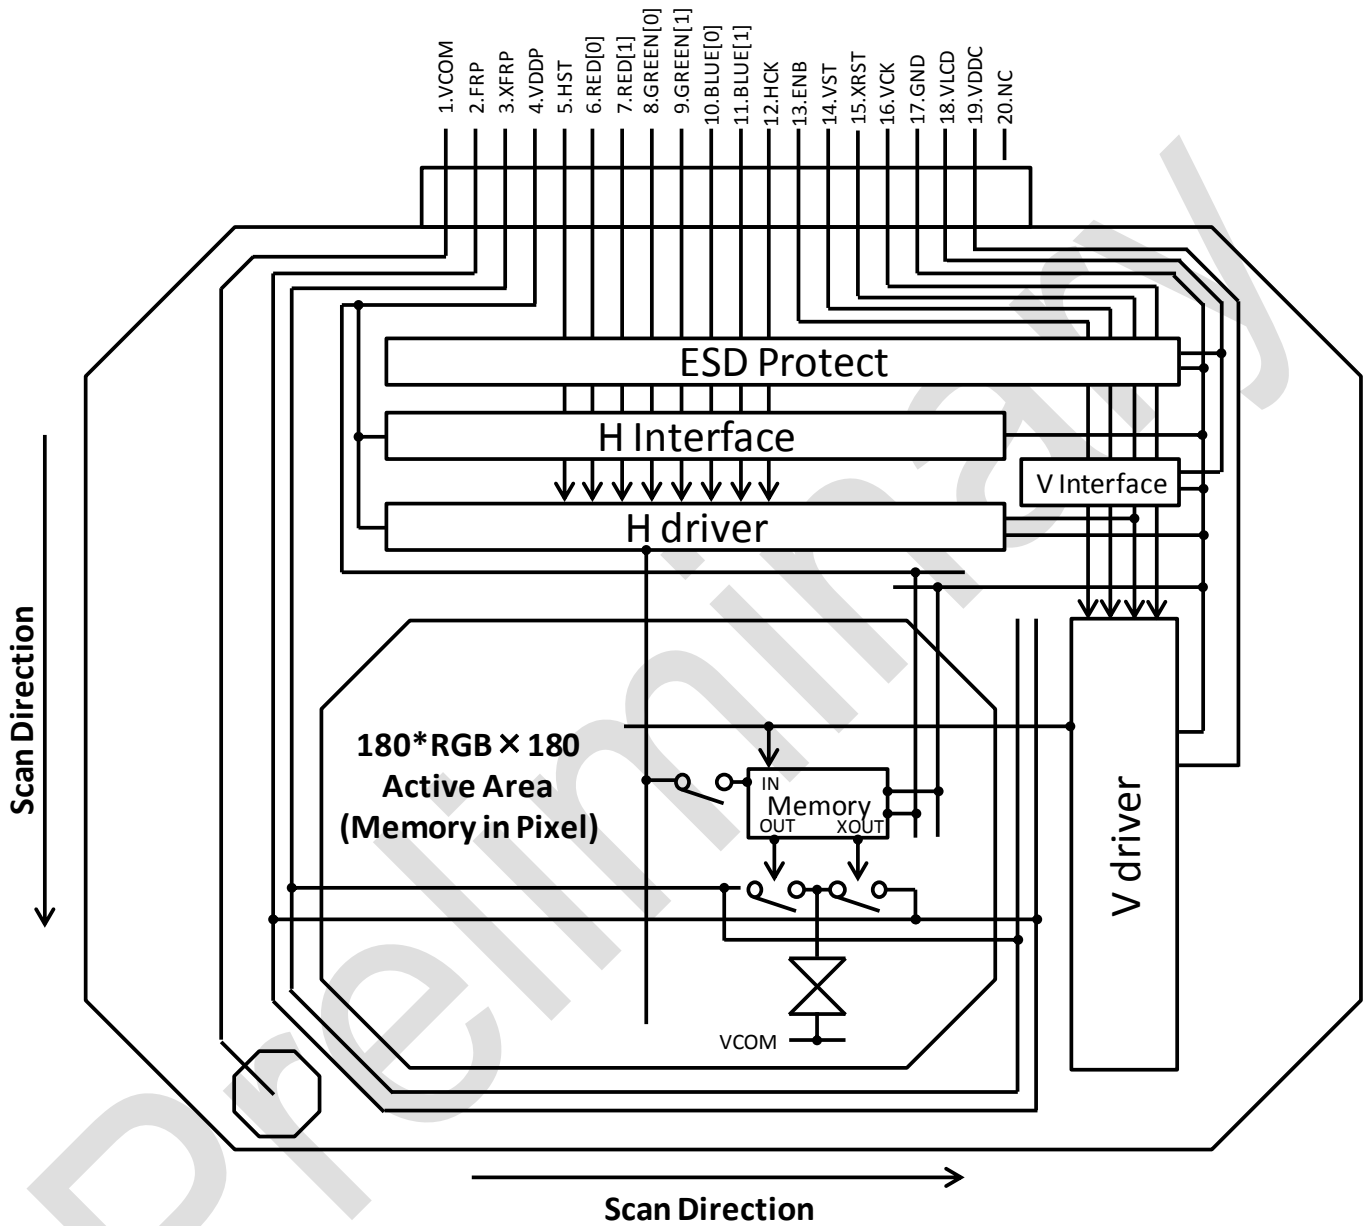 1.VCOM
2.FRP
3.XFRP
4.VDDP
5.HST
6.RED[0]
7.RED[1]
8.GREEN[0]
9.GREEN[1]
10.BLUE[0]
11.BLUE[1]
12.HCK
13.ENB
14.VST
15.XRST
16.VCK
17.GND
18.VLCD
19.VDDC
20.NC
ESD Protect
H Interface
V Interface
H driver
Scan Direction
180*RGB×180
Active Area
(Memory in Pixel)
IN
Memory
OUT
XOUT
V driver
VCOM
Scan Direction
Preliminary